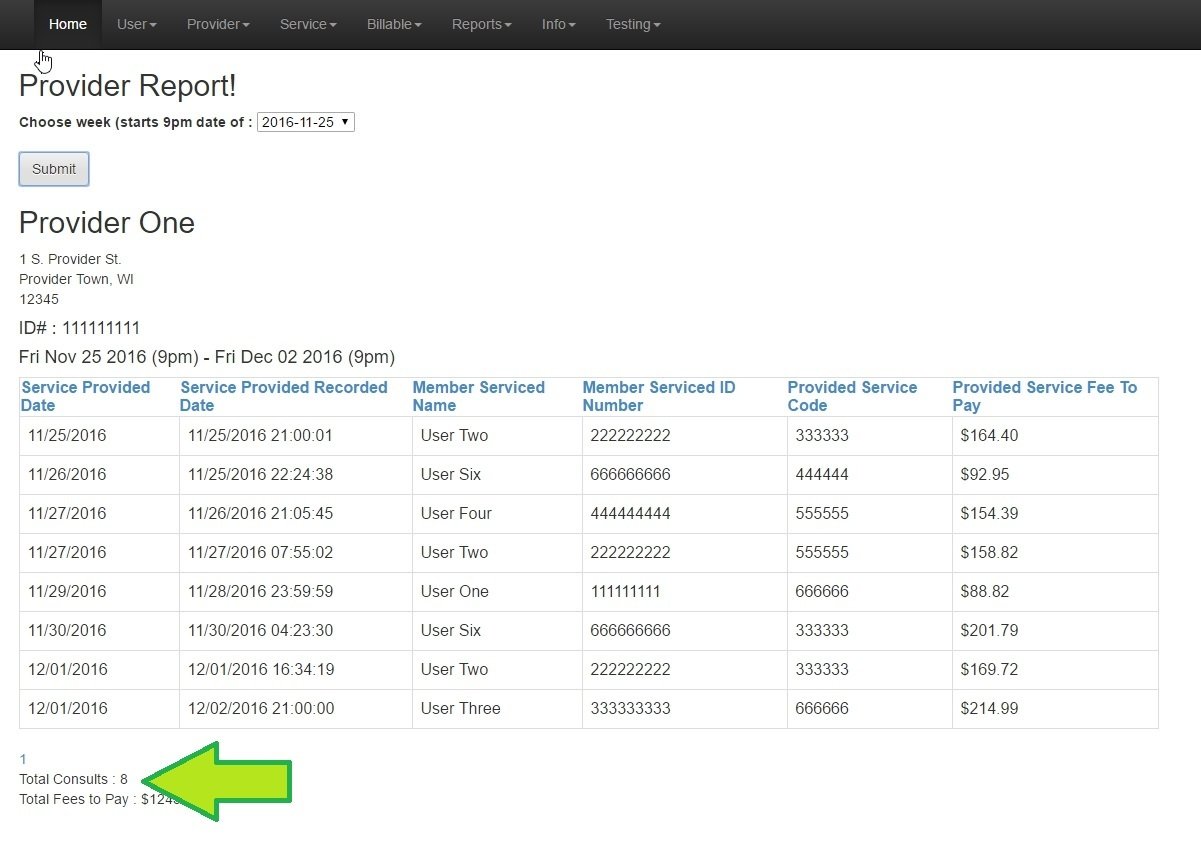 Home User Provider Service Billable Reports Info Testing
Provider Report!
Choose week (starts 9pm date of : 2016-11-25
Submit
Provider One
1 S. Provider St.
Provider Town, WI
12345
ID# : 111111111
Fri Nov 25 2016 (9pm) - Fri Dec 02 2016 (9pm)
Service Provided Service Provided Recorded Member Serviced Member Serviced ID Provided Service Provided Service Fee To
Date Date Name Number Code Pay
11/25/2016 11/25/2016 21:00:01 User Two 222222222 333333 $164.40
11/26/2016 11/25/2016 22:24:38 User Six 666666666 444444 $92.95
11/27/2016 11/26/2016 21:05:45 User Four 444444444 555555 $154.39
11/27/2016 11/27/2016 07:55:02 User Two 222222222 555555 $158.82
11/29/2016 11/28/2016 23:59:59 User One 111111111 666666 $88.82
11/30/2016 11/30/2016 04:23:30 User Six 666666666 333333 $201.79
12/01/2016 12/01/2016 16:34:19 User Two 222222222 333333 $169.72
12/01/2016 12/02/2016 21:00:00 User Three 333333333 666666 $214.99
1
Total Consults : 8
Total Fees to Pay :